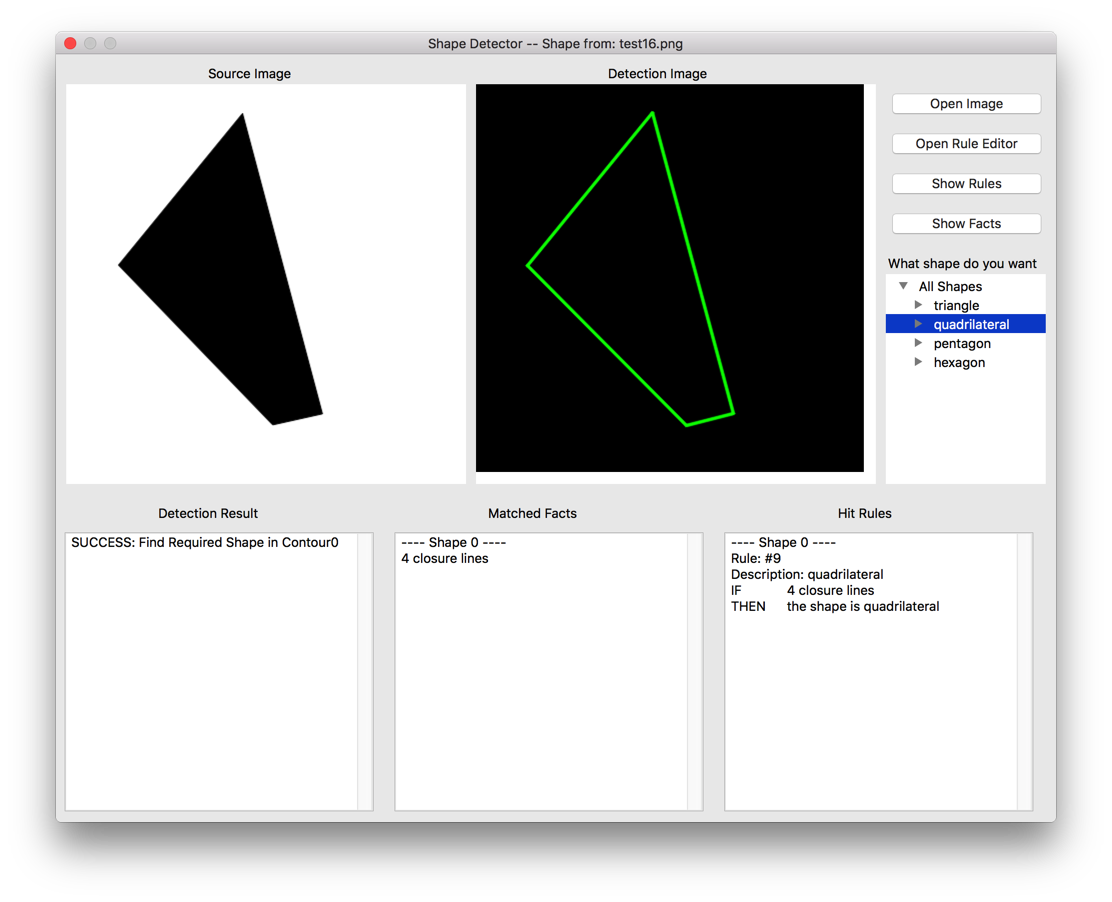 Shape Detector -- Shape from: test16.png
Source Image
Detection Image
Open Image
Open Rule Editor
Show Rules
Show Facts
What shape do you want
All Shapes
triangle
quadrilateral
pentagon
hexagon
Detection Result
SUCCESS: Find Required Shape in Contour0
Matched Facts
---- Shape 0 ----
4 closure lines
Hit Rules
---- Shape 0 ----
Rule: #9
Description: quadrilateral
IF 4 closure lines
THEN the shape is quadrilateral